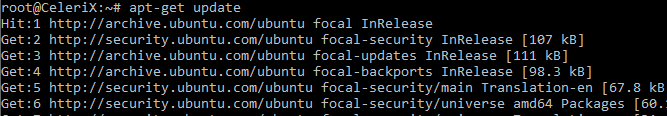 root@CeleriX:~# apt-get update
Hit:1 http://archive.ubuntu.com/ubuntu focal InRelease
Get:2 http://security.ubuntu.com/ubuntu focal-security InRelease [107 kB]
Get:3 http://archive.ubuntu.com/ubuntu focal-updates InRelease [111 kB]
Get:4 http://archive.ubuntu.com/ubuntu focal-backports InRelease [98.3 kB]
Get:5 http://security.ubuntu.com/ubuntu focal-security/main Translation-en [67.8 kB
Get:6 http://security.ubuntu.com/ubuntu focal-security/universe amd64 Packages [60.